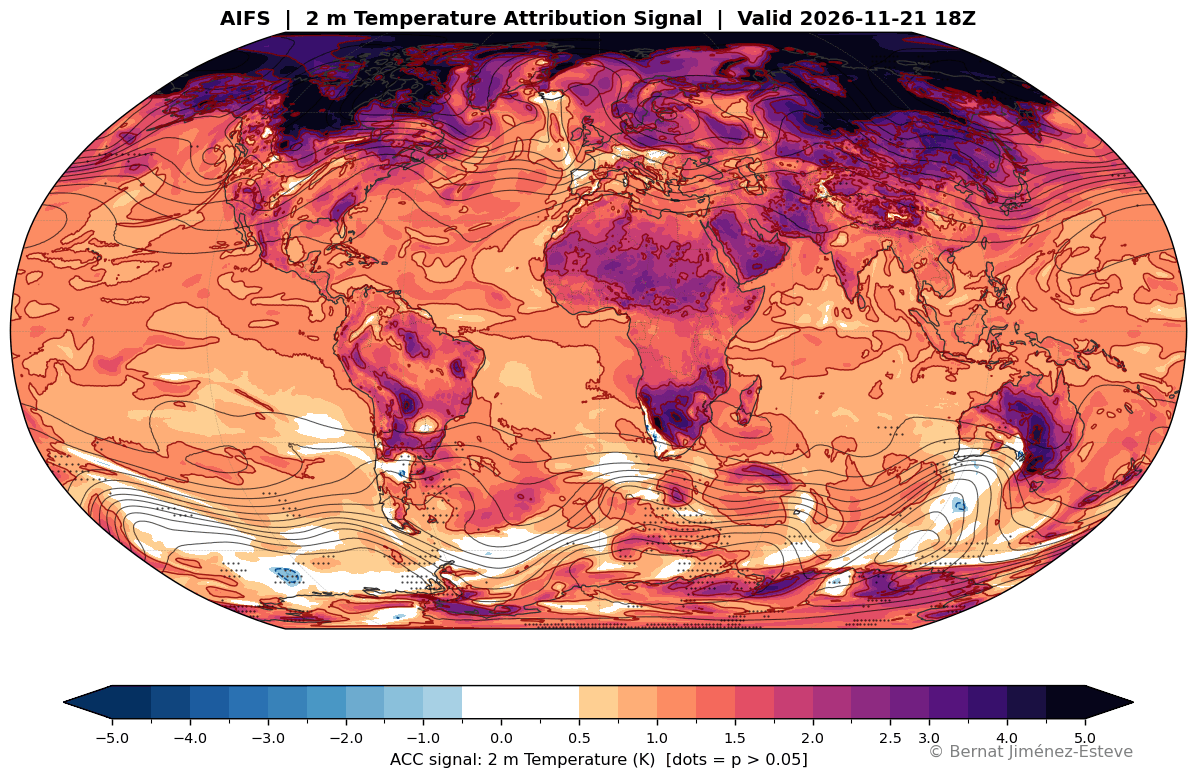 AIFS | 2 m Temperature Attribution Signal | Valid 2026-11-21 18Z
−5.0 −4.0 −3.0 −2.0 −1.0 0.0 0.5 1.0 1.5 2.0 2.5 3.0 4.0 5.0
© Bernat Jiménez-Esteve
ACC signal: 2 m Temperature (K) [dots = p > 0.05]